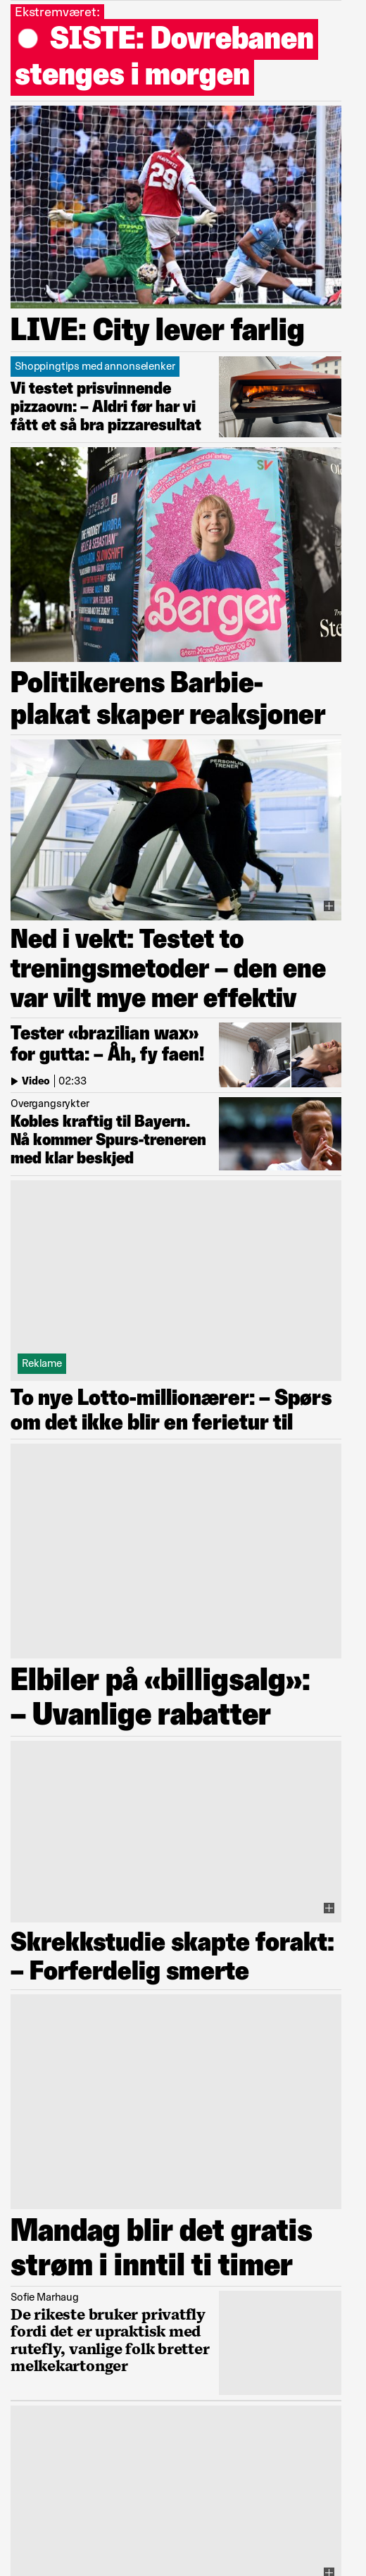 Ekstremværet:
SISTE: Dovrebanen
stenges i morgen
29
LIVE: City lever farlig
Shoppingtips med annonselenker
Vi testet prisvinnende
pizzaovn: – Aldri før har vi
fått et så bra pizzaresultat
SV
THE PRODIGY AURORA
SLOWSHIFT
Berger
Politikerens Barbie-
plakat skaper reaksjoner
PERSONLIG
TRENER
Ned i vekt: Testet to
treningsmetoder – den ene
var vilt mye mer effektiv
Tester «brazilian wax»
for gutta: – Åh, fy faen!
Video | 02:33
Overgangsrykter
Kobles kraftig til Bayern.
Nå kommer Spurs-treneren
med klar beskjed
Reklame
To nye Lotto-millionærer: – Spørs
om det ikke blir en ferietur til
Elbiler på «billigsalg»:
– Uvanlige rabatter
Skrekkstudie skapte forakt:
– Forferdelig smerte
Mandag blir det gratis
strøm i inntil ti timer
Sofie Marhaug
De rikeste bruker privatfly
fordi det er upraktisk med
rutefly, vanlige folk bretter
melkekartonger